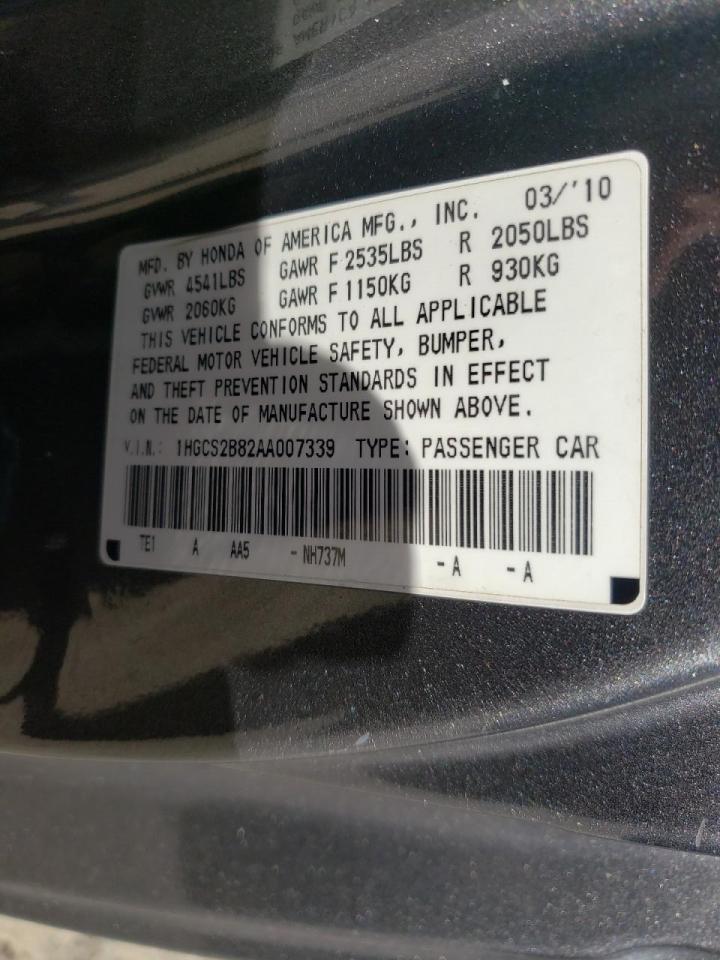 MFD. BY HONDA OF AMERICA MFG., INC. 03/'10
GVWR 4541LBS GAWR F 2535LBS R 2050LBS
GVWR 2060KG GAWR F 1150KG R 930KG
THIS VEHICLE CONFORMS TO ALL APPLICABLE
FEDERAL MOTOR VEHICLE SAFETY, BUMPER,
AND THEFT PREVENTION STANDARDS IN EFFECT
ON THE DATE OF MANUFACTURE SHOWN ABOVE.
V.I.N.: 1HGCS2B82AA007339 TYPE: PASSENGER CAR
TE1 A AA5 - NH737M - A - A